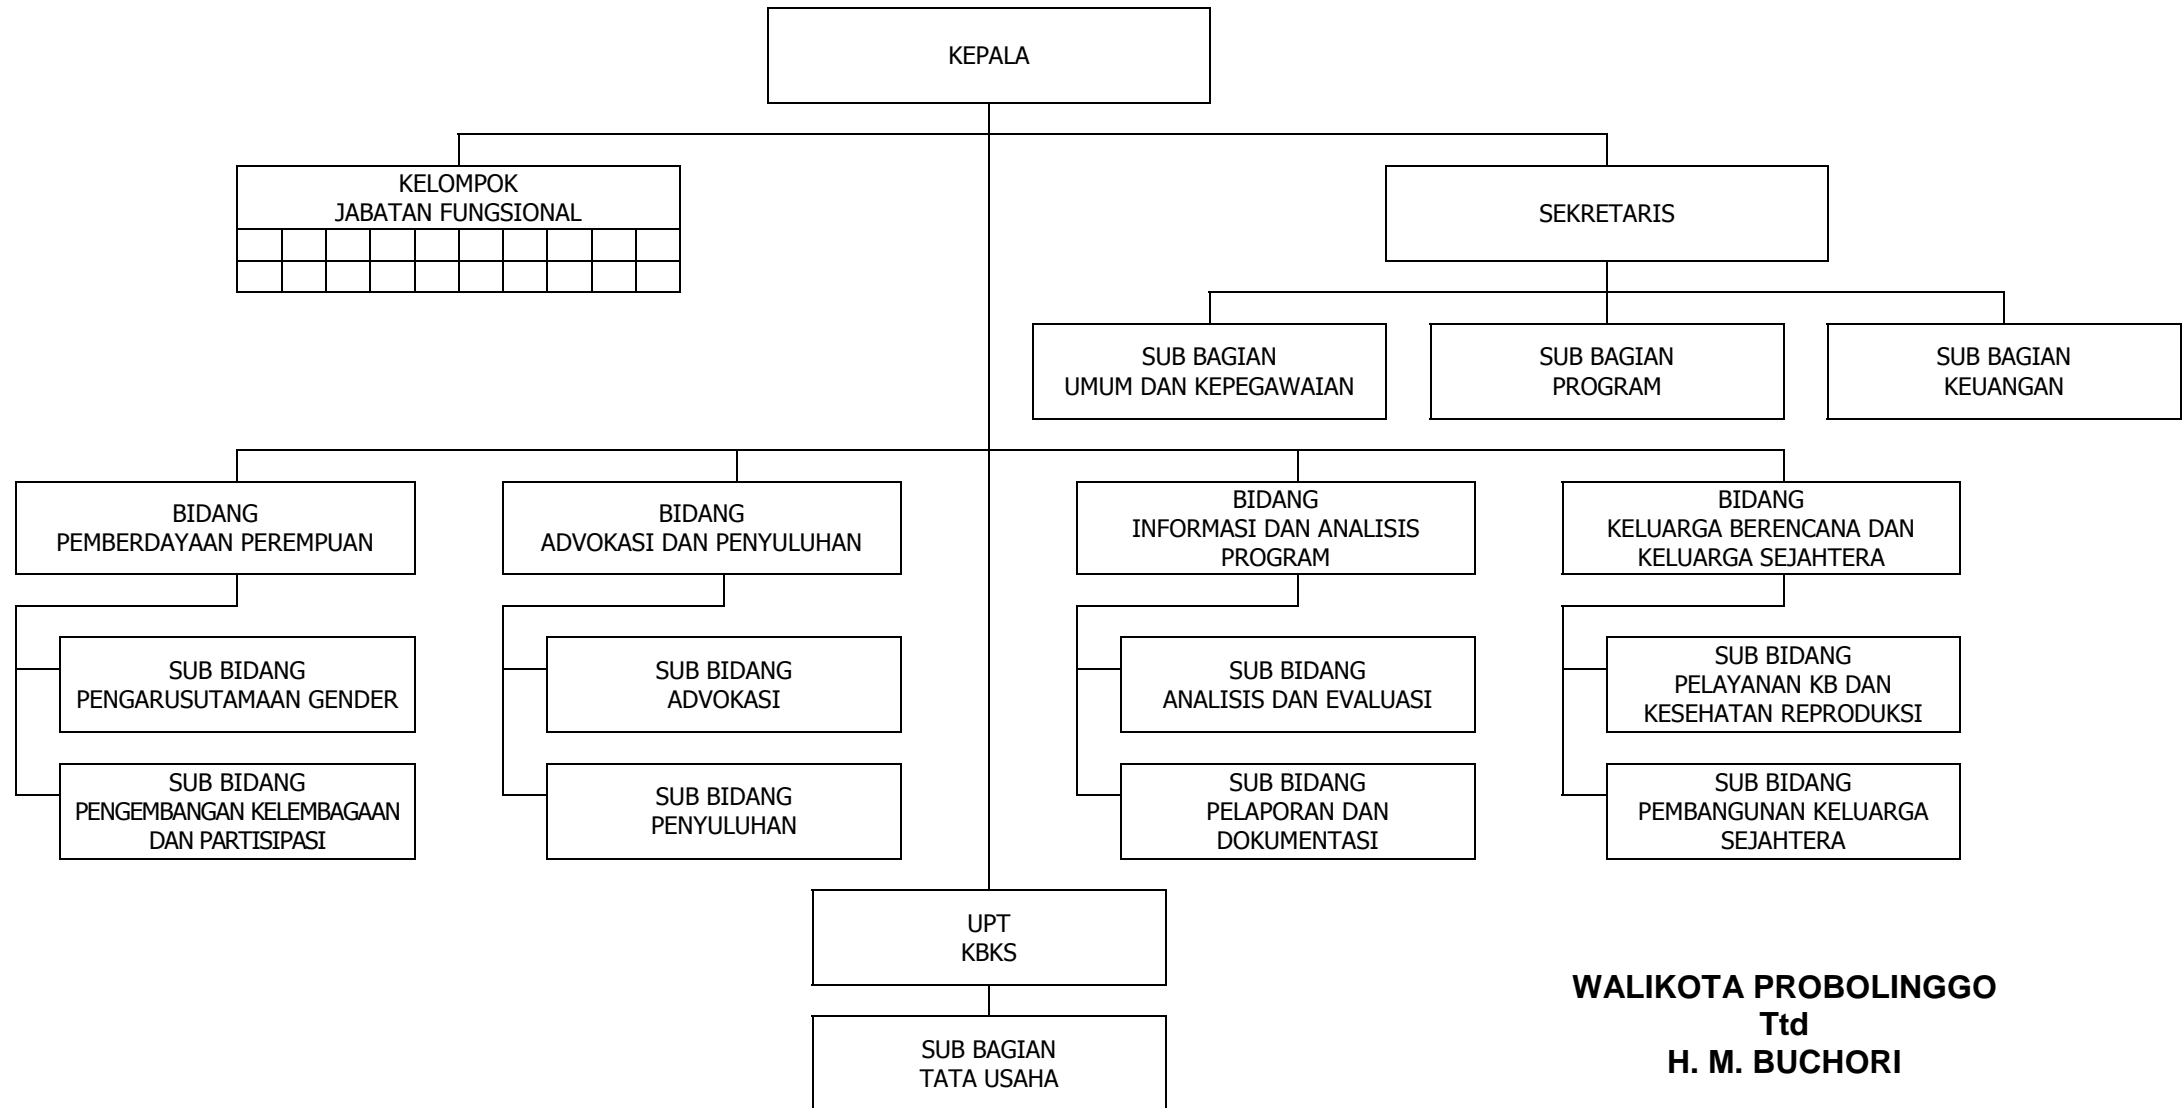 KEPALA
KELOMPOK
JABATAN FUNGSIONAL
SEKRETARIS
SUB BAGIAN
UMUM DAN KEPEGAWAIAN
SUB BAGIAN
PROGRAM
SUB BAGIAN
KEUANGAN
BIDANG
PEMBERDAYAAN PEREMPUAN
BIDANG
ADVOKASI DAN PENYULUHAN
BIDANG
INFORMASI DAN ANALISIS
PROGRAM
BIDANG
KELUARGA BERENCANA DAN
KELUARGA SEJAHTERA
SUB BIDANG
PENGARUSUTAMAAN GENDER
SUB BIDANG
ADVOKASI
SUB BIDANG
ANALISIS DAN EVALUASI
SUB BIDANG
PELAYANAN KB DAN
KESEHATAN REPRODUKSI
SUB BIDANG
PENGEMBANGAN KELEMBAGAAN
DAN PARTISIPASI
SUB BIDANG
PENYULUHAN
SUB BIDANG
PELAPORAN DAN
DOKUMENTASI
SUB BIDANG
PEMBANGUNAN KELUARGA
SEJAHTERA
UPT
KBKS
SUB BAGIAN
TATA USAHA
WALIKOTA PROBOLINGGO
Ttd
H. M. BUCHORI